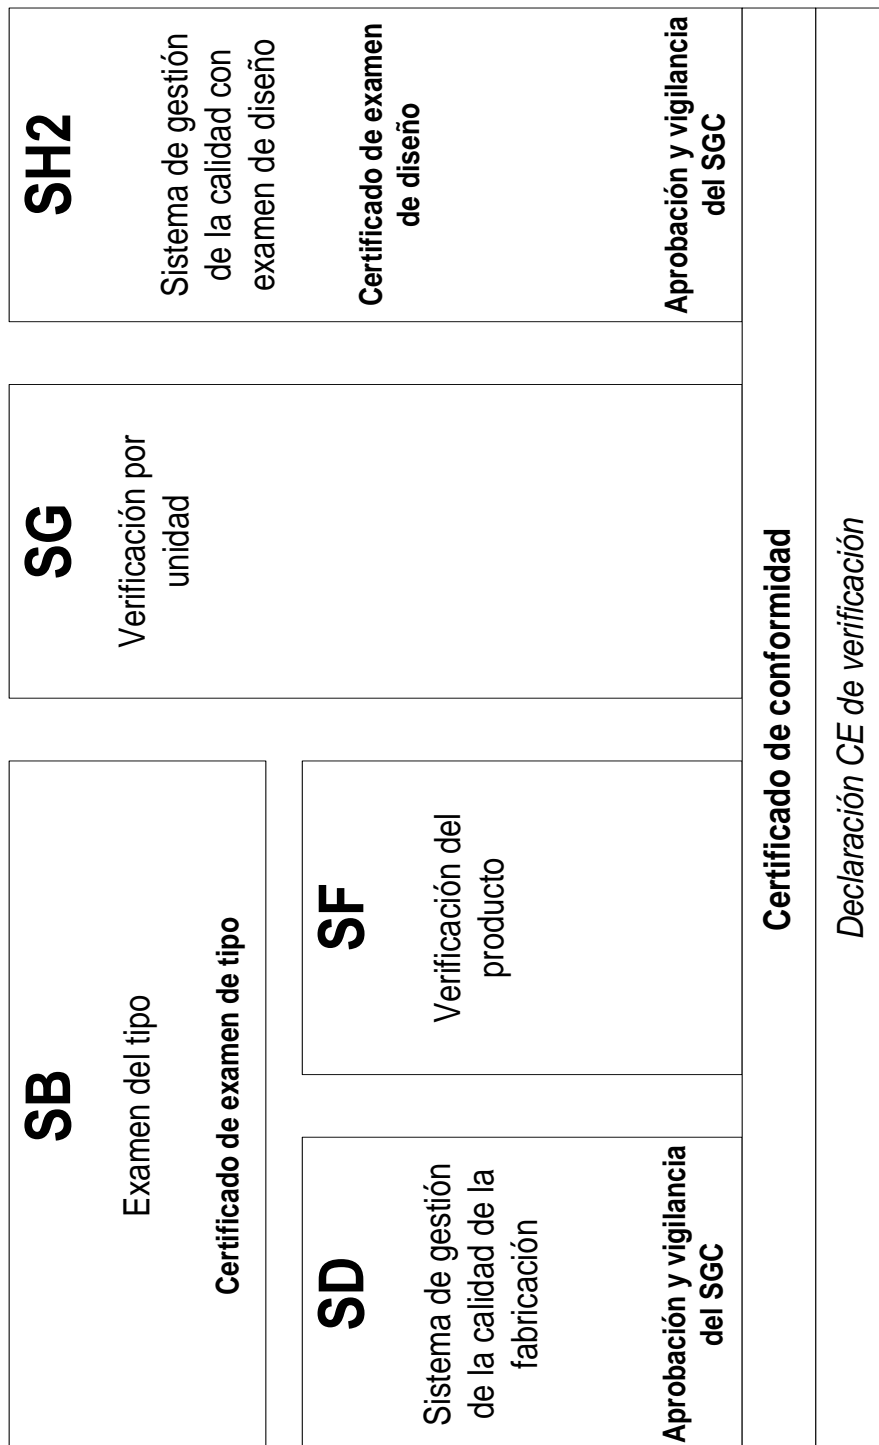 SB
Examen del tipo
Certificado de examen de tipo
SD
Sistema de gestión
de la calidad de la
fabricación
Aprobación y vigilancia
del SGC
SF
Verificación del
producto
SG
Verificación por
unidad
SH2
Sistema de gestión
de la calidad con
examen de diseño
Certificado de examen
de diseño
Aprobación y vigilancia
del SGC
Certificado de conformidad
Declaración CE de verificación